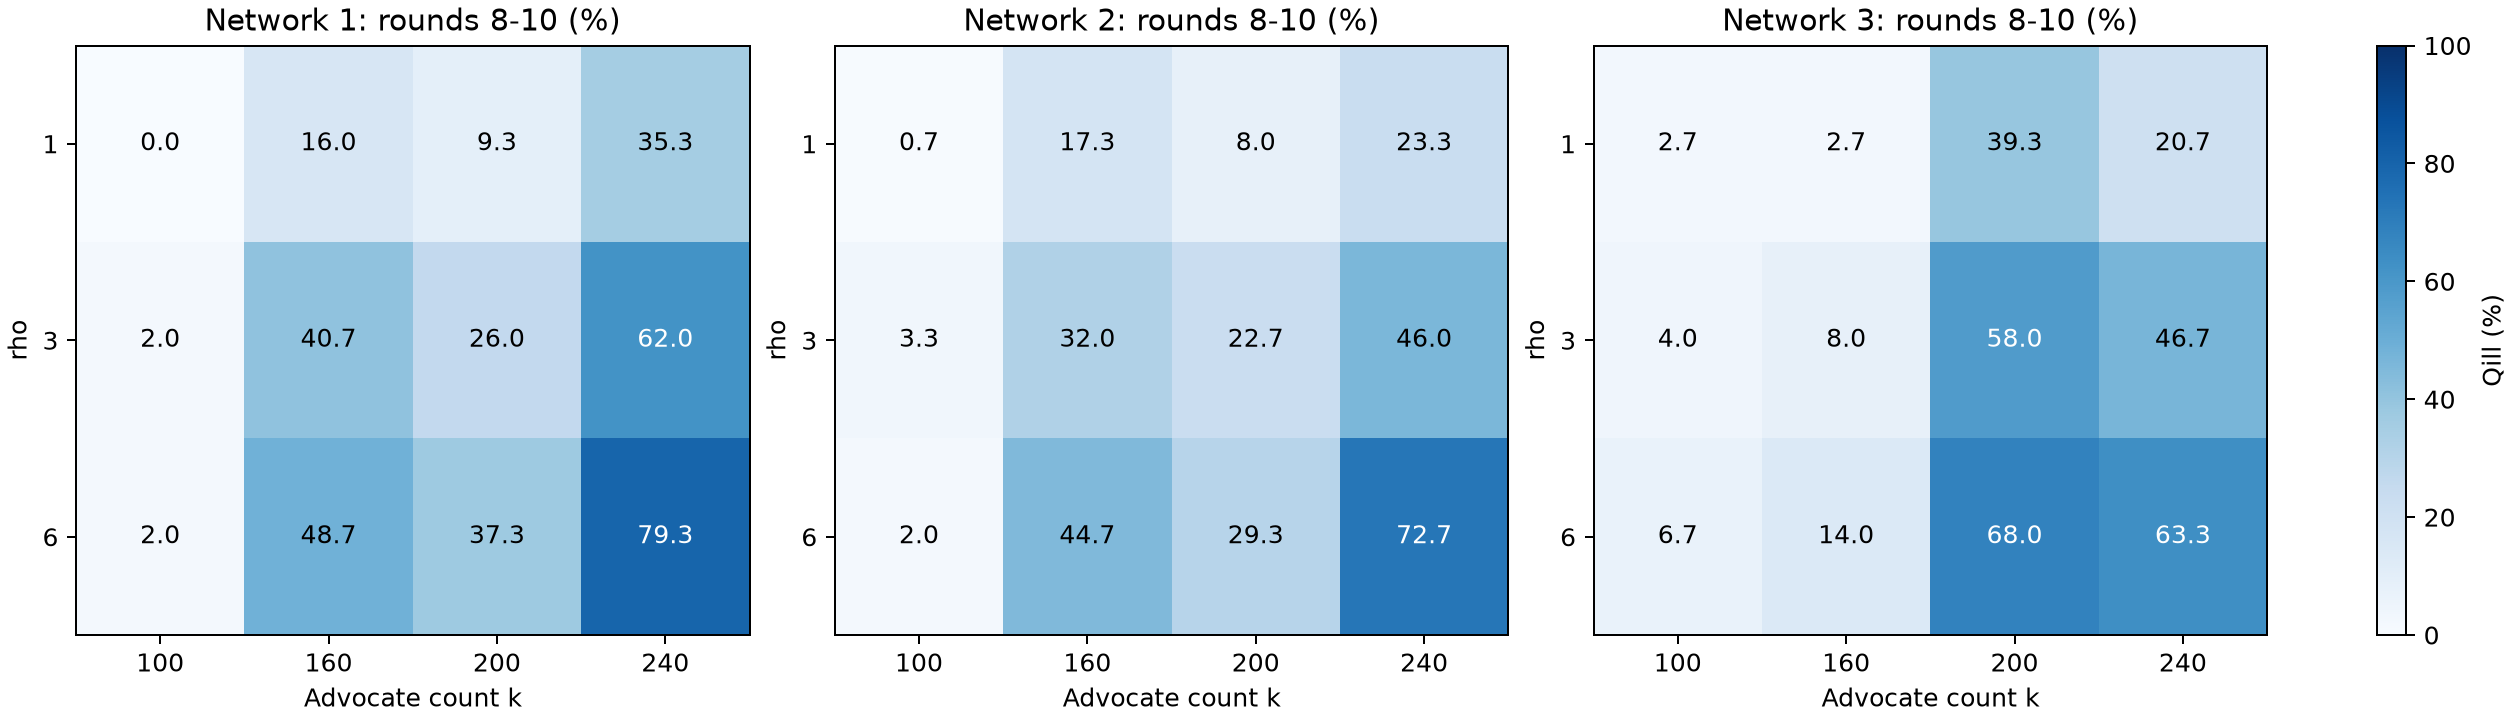 Network 1: rounds 8-10 (%)
rho
1
0.0 16.0 9.3 35.3
3
2.0 40.7 26.0 62.0
6
2.0 48.7 37.3 79.3
100 160 200 240
Advocate count k
Network 2: rounds 8-10 (%)
rho
1
0.7 17.3 8.0 23.3
3
3.3 32.0 22.7 46.0
6
2.0 44.7 29.3 72.7
100 160 200 240
Advocate count k
Network 3: rounds 8-10 (%)
rho
1
2.7 2.7 39.3 20.7
3
4.0 8.0 58.0 46.7
6
6.7 14.0 68.0 63.3
100 160 200 240
Advocate count k
100
80
60
40
20
0
Qill (%)